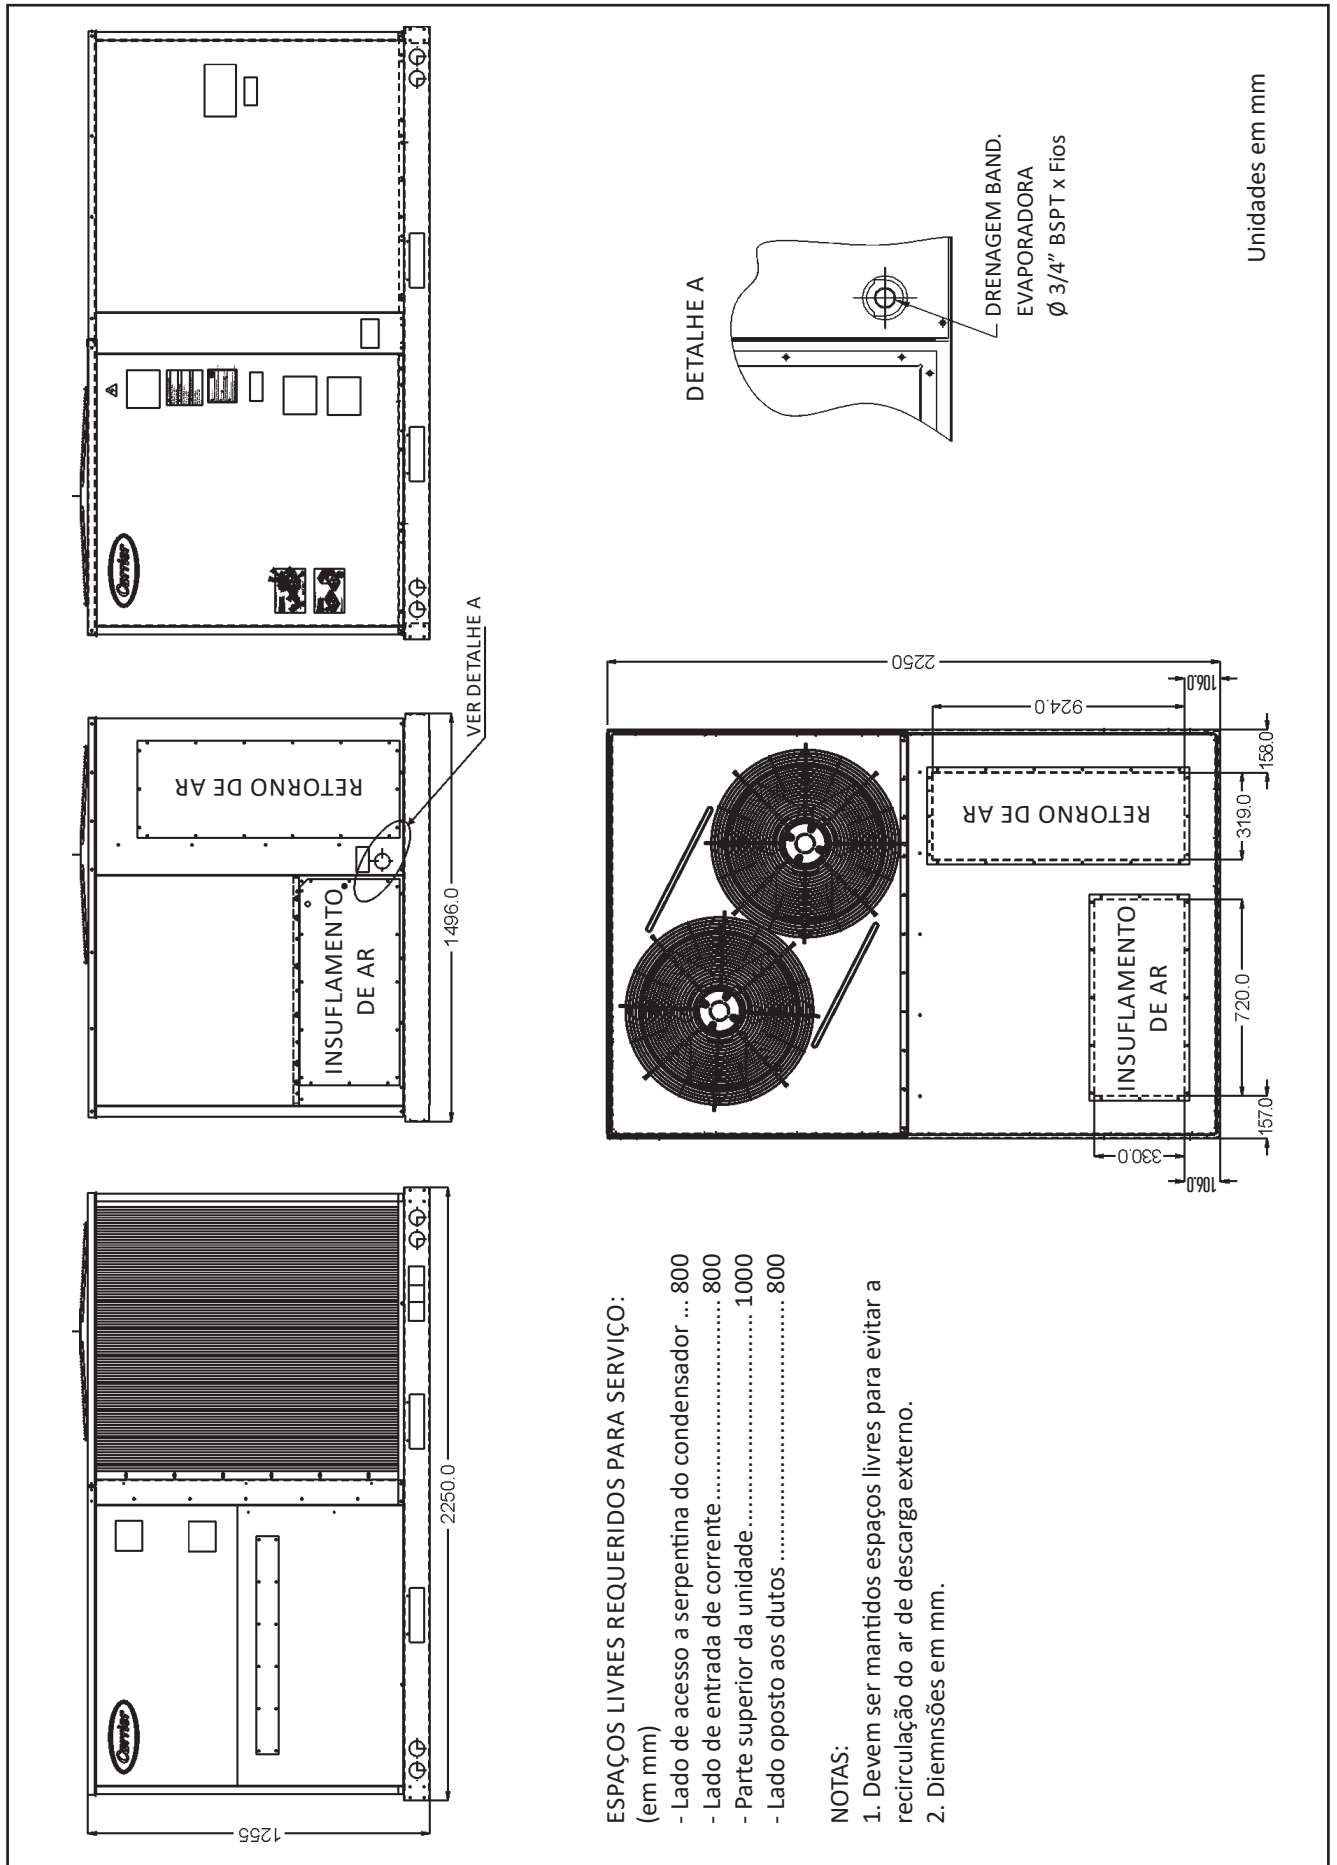 Carrier
1255
2250.0
RETORNO DE AR
INSUFLAMENTO
DE AR
1496.0
VER DETALHE A
Carrier
ESPAÇOS LIVRES REQUERIDOS PARA SERVIÇO:
(em mm)
- Lado de acesso a serpentina do condensador ... 800
- Lado de entrada de corrente................................... 800
- Parte superior da unidade................................. 1000
- Lado oposto aos dutos ......................................... 800
NOTAS:
1. Devem ser mantidos espaços livres para evitar a
recirculação do ar de descarga externo.
2. Diemnsões em mm.
2250
106.0
924.0
158.0
RETORNO DE AR
319.0
INSUFLAMENTO
DE AR
720.0
157.0
330.0
106.0
DETALHE A
DRENAGEM BAND.
EVAPORADORA
Ø 3/4” BSPT x Fios
Unidades em mm